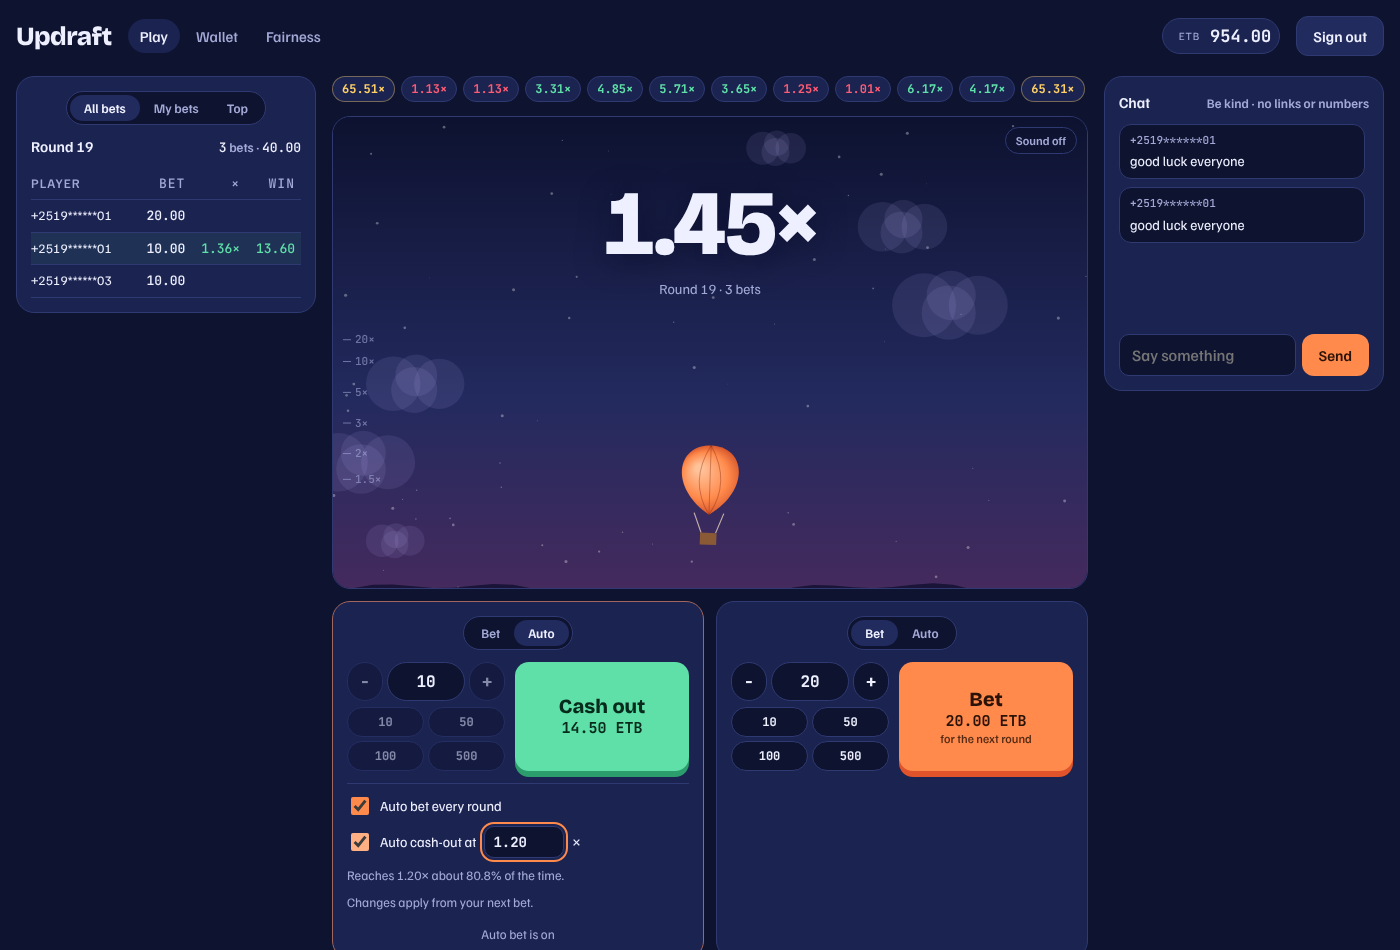 Updraft
Play
Wallet
Fairness
ETB 954.00
Sign out
All bets
My bets
Top
Round 19
3 bets · 40.00
PLAYER BET × WIN
+2519******01 20.00
+2519******01 10.00 1.36× 13.60
+2519******03 10.00
65.51×
1.13×
1.13×
3.31×
4.85×
5.71×
3.65×
1.25×
1.01×
6.17×
4.17×
65.31×
Sound off
1.45×
Round 19 · 3 bets
20×
10×
5×
3×
2×
1.5×
Bet
Auto
-
10
+
10
50
100
500
Cash out
14.50 ETB
Auto bet every round
Auto cash-out at 1.20 ×
Reaches 1.20× about 80.8% of the time.
Changes apply from your next bet.
Auto bet is on
Bet
Auto
-
20
+
10
50
100
500
Bet
20.00 ETB
for the next round
Chat
Be kind · no links or numbers
+2519******01
good luck everyone
+2519******01
good luck everyone
Say something
Send